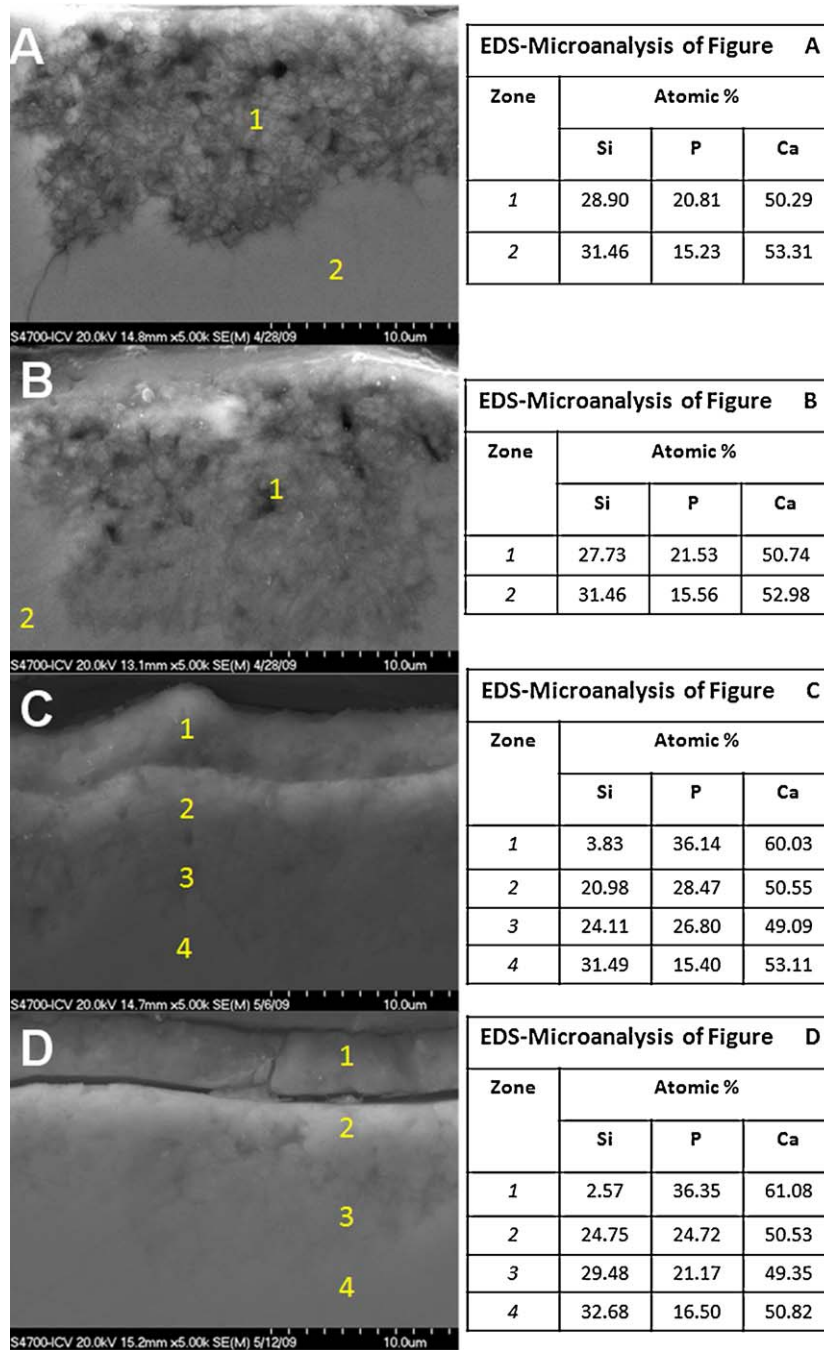 A
1
2
S4700-ICV 20.0kV 14.8mm x5.00k SE(M) 4/28/09 10.0um
EDS-Microanalysis of Figure A
Zone Atomic %
Si P Ca
1 28.90 20.81 50.29
2 31.46 15.23 53.31
B
1
2
S4700-ICV 20.0kV 13.1mm x5.00k SE(M) 4/28/09 10.0um
EDS-Microanalysis of Figure B
Zone Atomic %
Si P Ca
1 27.73 21.53 50.74
2 31.46 15.56 52.98
C
1
2
3
4
S4700-ICV 20.0kV 14.7mm x5.00k SE(M) 5/6/09 10.0um
EDS-Microanalysis of Figure C
Zone Atomic %
Si P Ca
1 3.83 36.14 60.03
2 20.98 28.47 50.55
3 24.11 26.80 49.09
4 31.49 15.40 53.11
D
1
2
3
4
S4700-ICV 20.0kV 15.2mm x5.00k SE(M) 5/12/09 10.0um
EDS-Microanalysis of Figure D
Zone Atomic %
Si P Ca
1 2.57 36.35 61.08
2 24.75 24.72 50.53
3 29.48 21.17 49.35
4 32.68 16.50 50.82